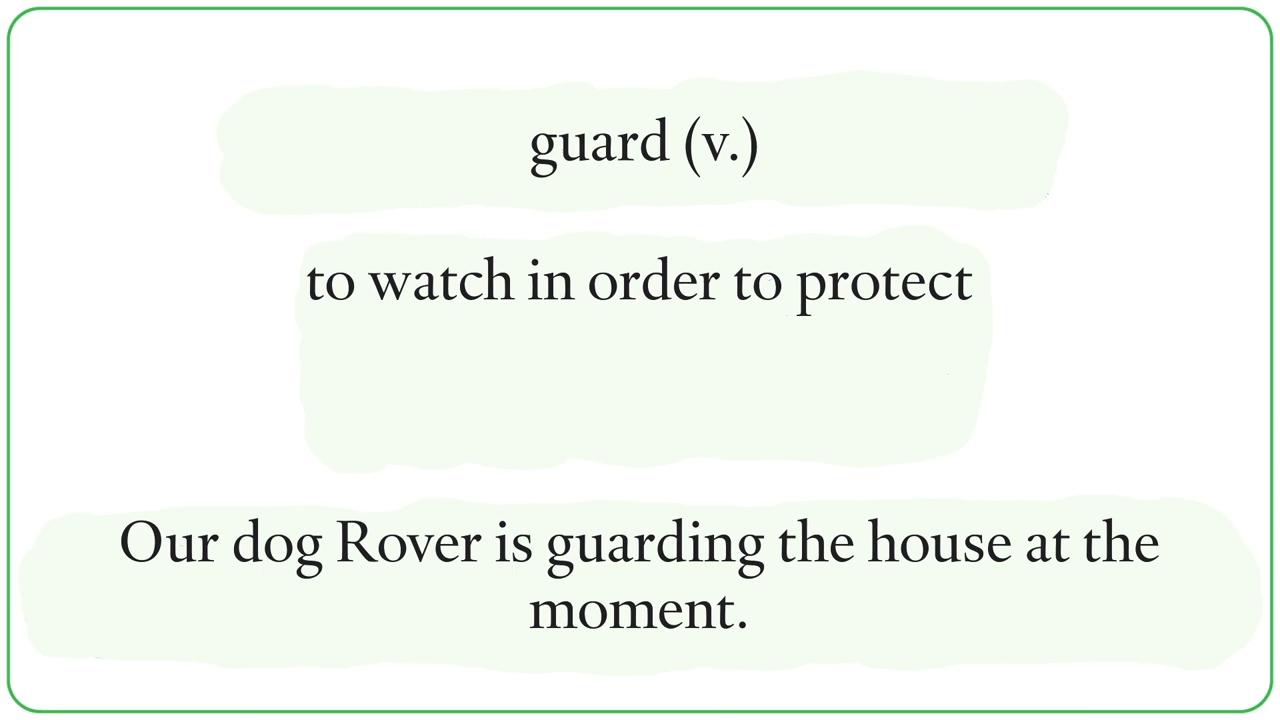 guard (v.)
to watch in order to protect
Our dog Rover is guarding the house at the
moment.